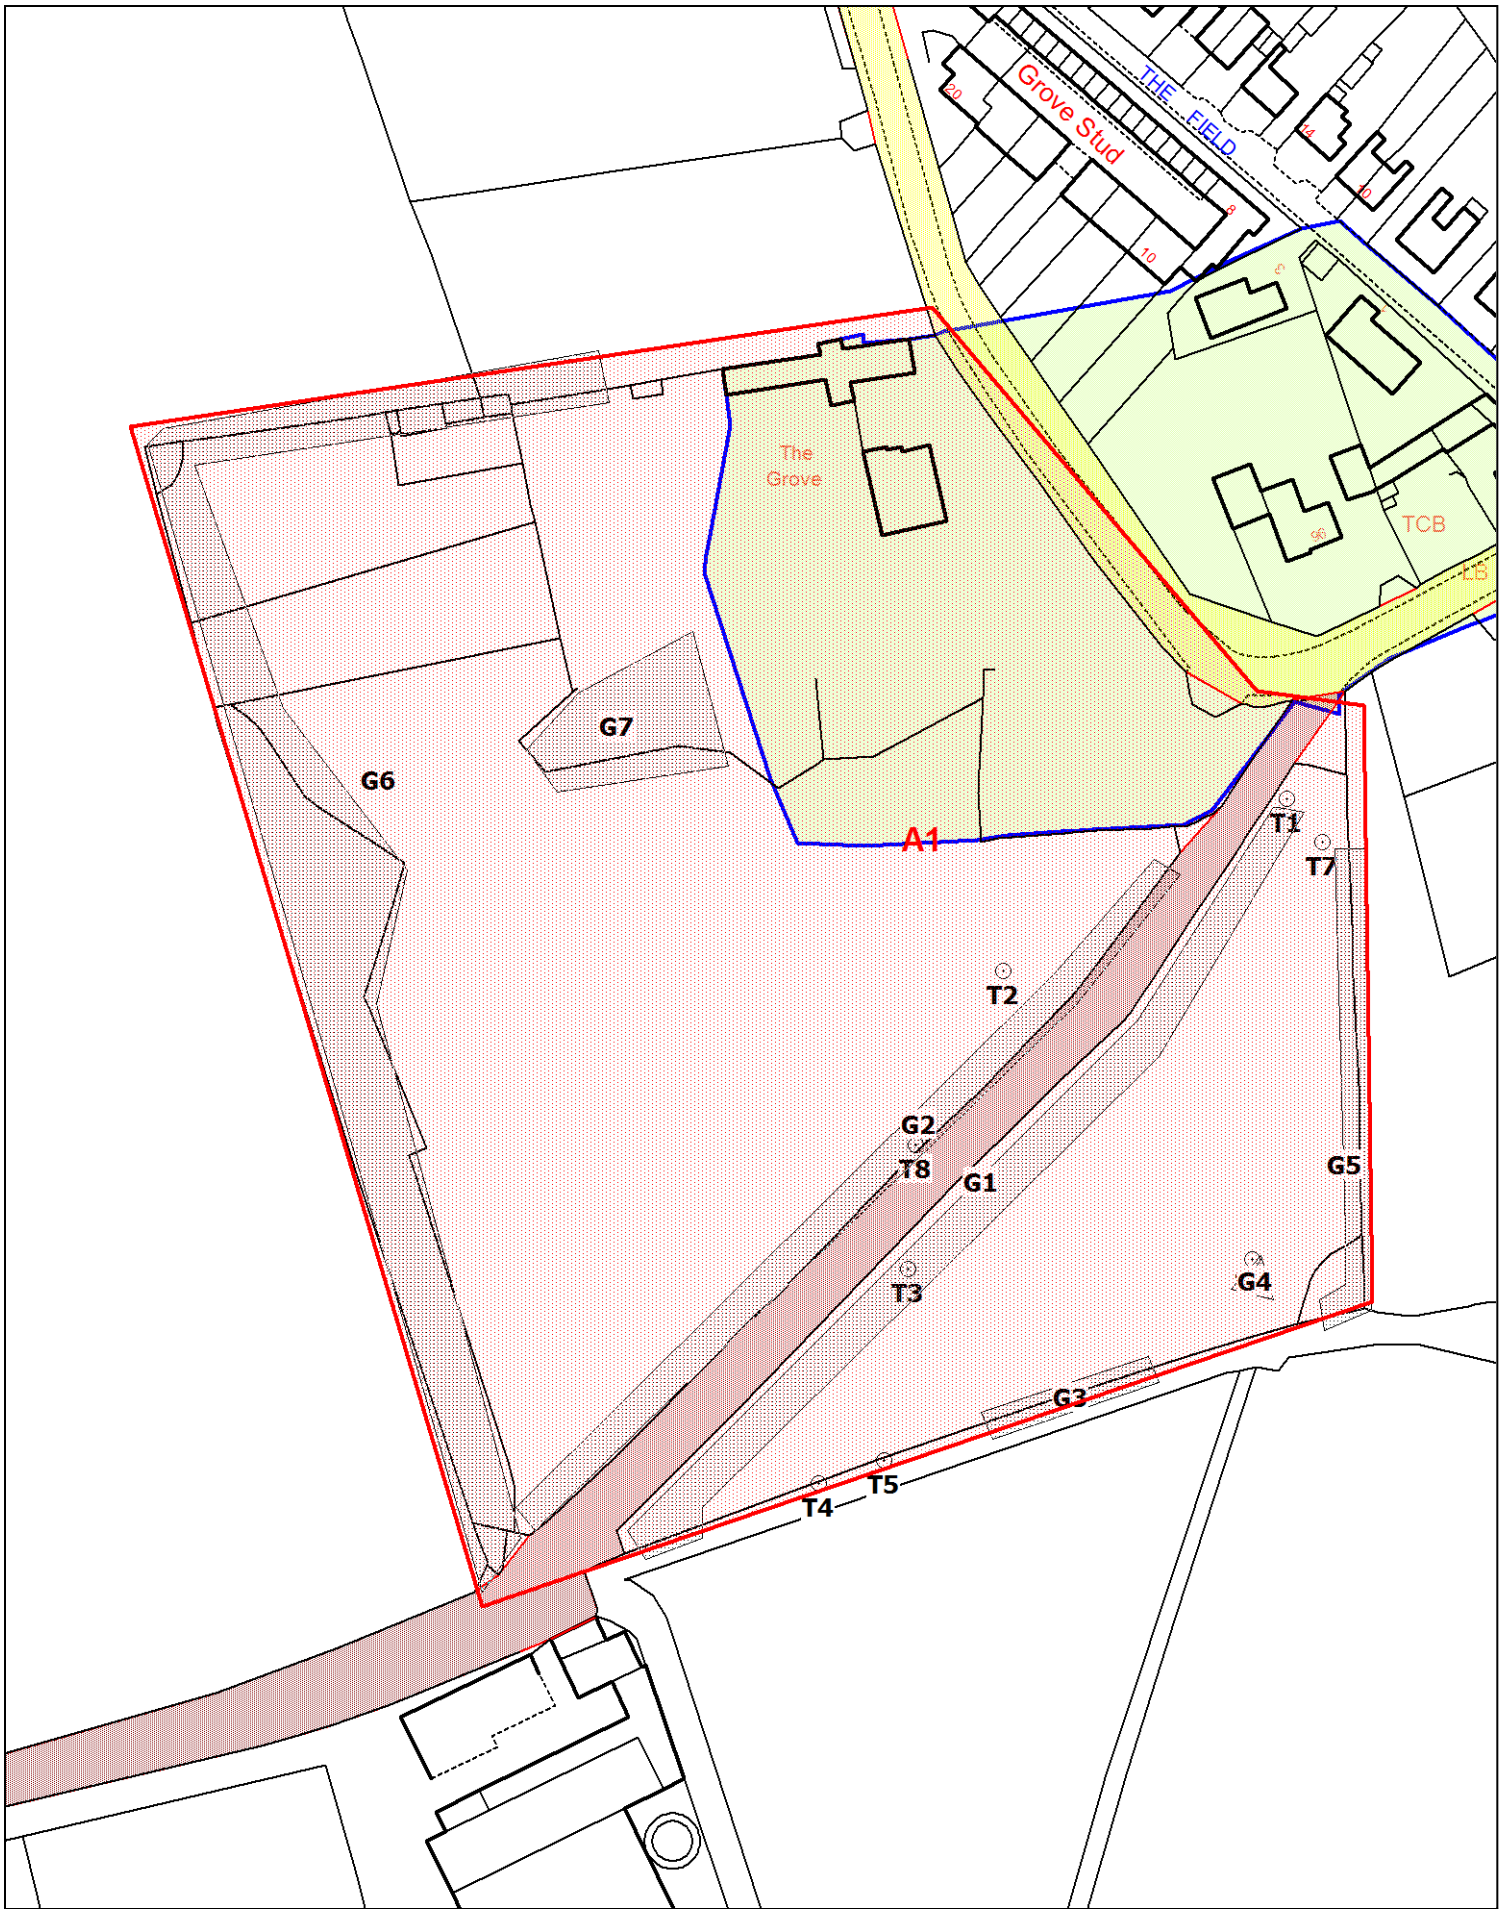 THE FIELD
Grove Stud
20
14
10
8
10
3
The
Grove
96
TCB
LB
G7
G6
A1
T1
T7
T2
G2
T8
G1
G5
T3
G4
G3
T5
T4